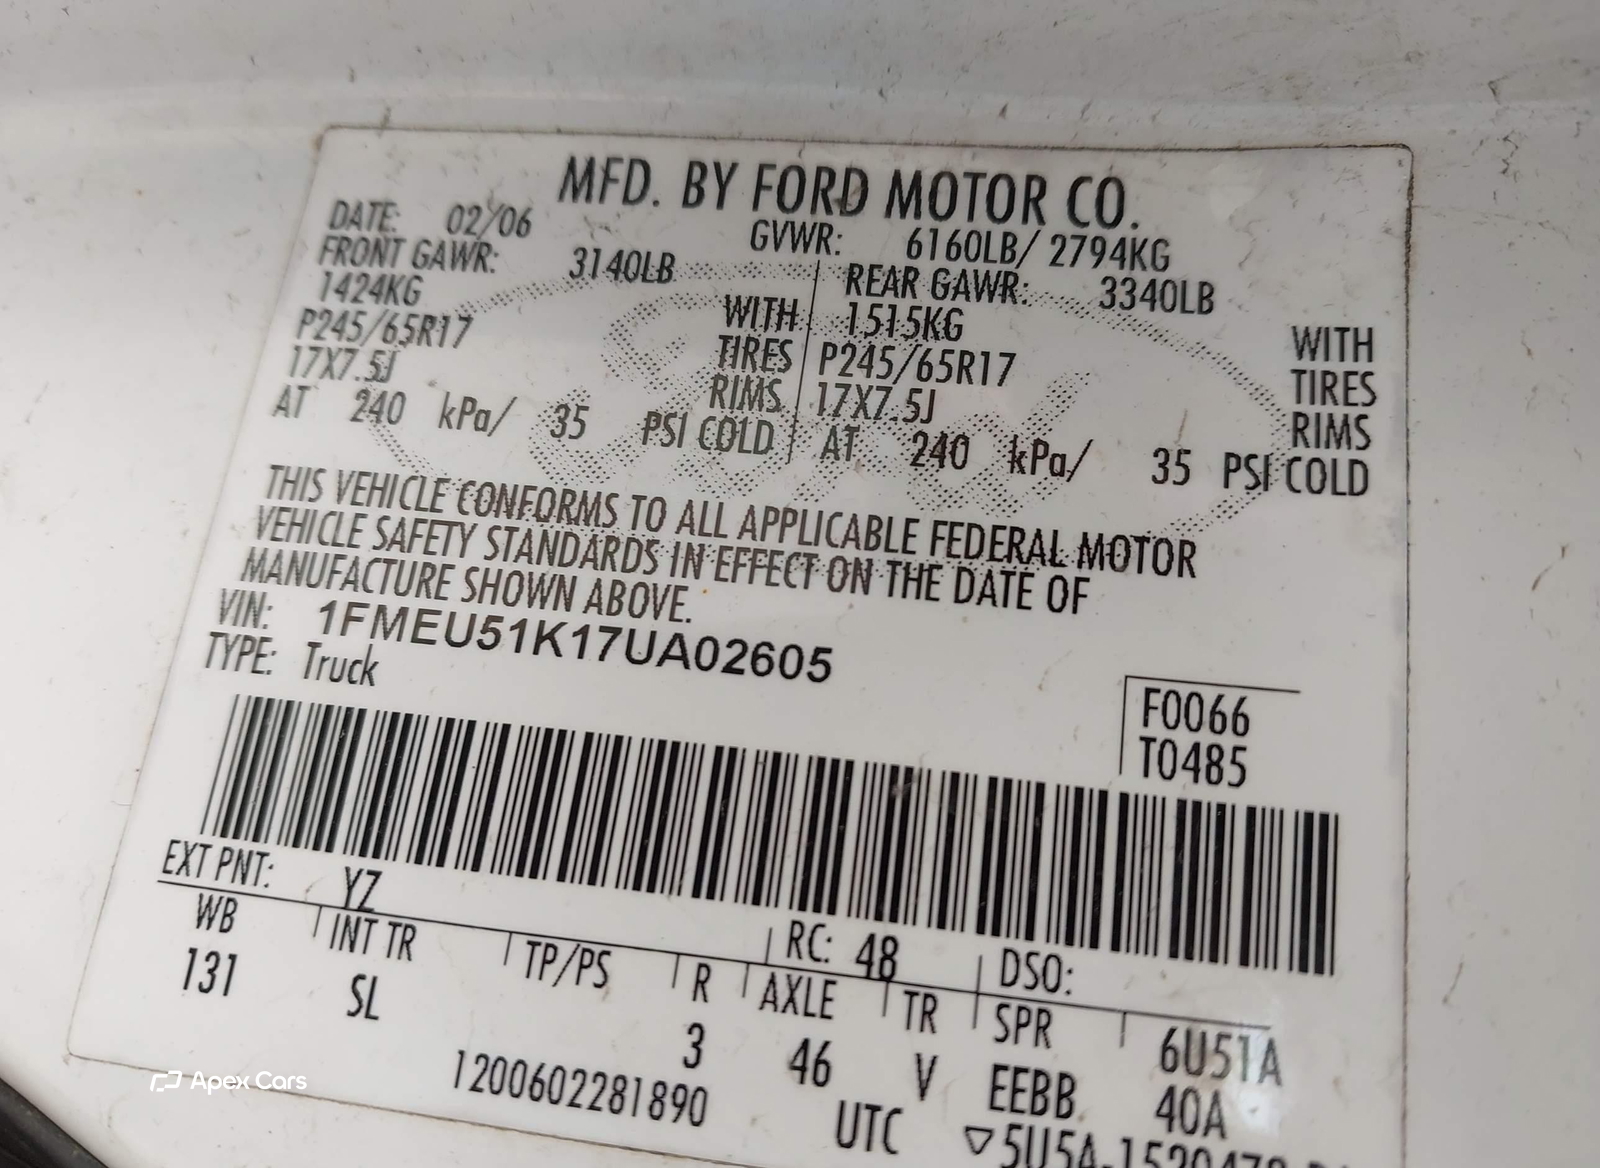 MFD. BY FORD MOTOR CO.
DATE: 02/06 GVWR: 6160LB/ 2794KG
FRONT GAWR: 3140LB REAR GAWR: 3340LB
1424KG WITH 1515KG WITH
P245/65R17 TIRES P245/65R17 TIRES
17X7.5J RIMS 17X7.5J RIMS
AT 240 kPa/ 35 PSI COLD AT 240 kPa/ 35 PSI COLD
THIS VEHICLE CONFORMS TO ALL APPLICABLE FEDERAL MOTOR
VEHICLE SAFETY STANDARDS IN EFFECT ON THE DATE OF
MANUFACTURE SHOWN ABOVE.
VIN: 1FMEU51K17UA02605
TYPE: Truck
F0066
T0485
EXT PNT: YZ RC: 48 DSO:
WB INT TR TP/PS R AXLE TR SPR 6U51A
131 SL 3 46 V EEBB 40A
1200602281890 UTC ▽5U5A-1520472
Apex Cars